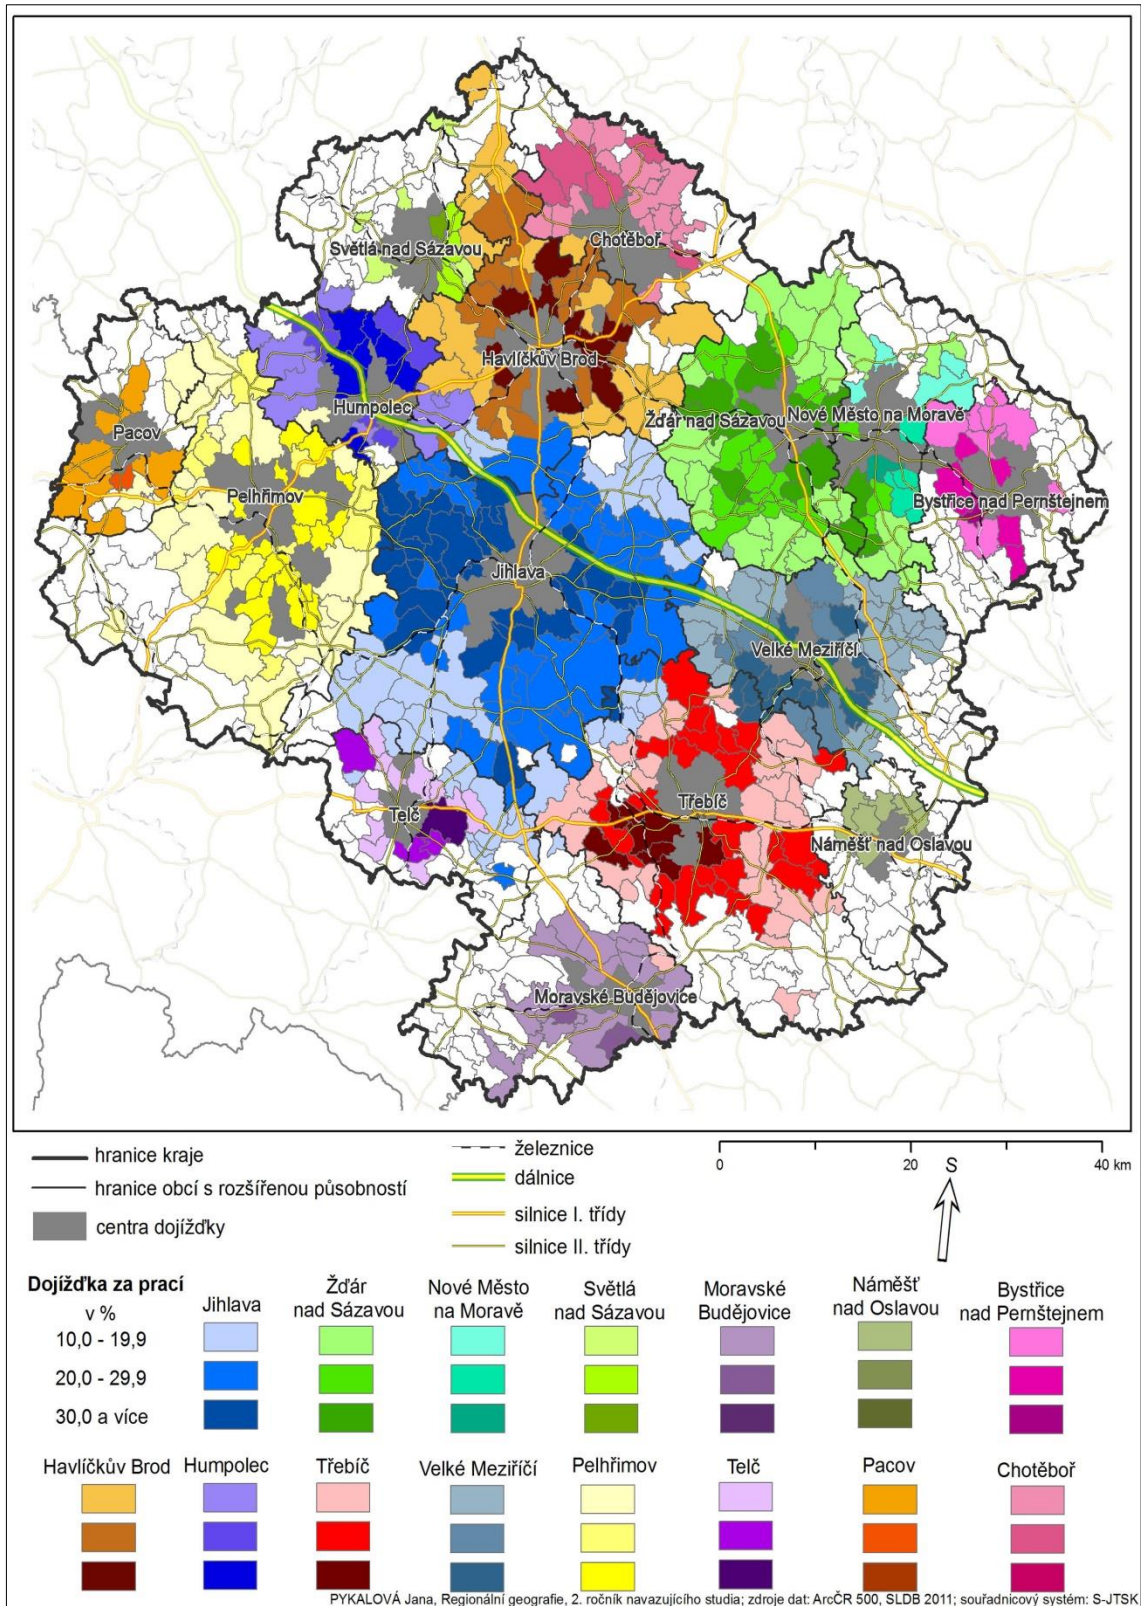 Světlá nad Sázavou
Chotěboř
Havlíčkův Brod
Humpolec
Žďár nad Sázavou
Nové Město na Moravě
Pacov
Pelhřimov
Bystřice nad Pernštejnem
Jihlava
Velké Meziříčí
Telč
Třebíč
Náměšť nad Oslavou
Moravské Budějovice
hranice kraje
hranice obcí s rozšířenou působností
centra dojížďky
železnice
dálnice
silnice I. třídy
silnice II. třídy
0 20 40 km
S
Dojížďka za prací
v %
10,0 - 19,9
20,0 - 29,9
30,0 a více
Jihlava
Žďár
nad Sázavou
Nové Město
na Moravě
Světlá
nad Sázavou
Moravské
Budějovice
Náměšť
nad Oslavou
Bystřice
nad Pernštejnem
Havlíčkův Brod
Humpolec
Třebíč
Velké Meziříčí
Pelhřimov
Telč
Pacov
Chotěboř
PYKALOVÁ Jana, Regionální geografie, 2. ročník navazujícího studia; zdroje dat: ArcČR 500, SLDB 2011; souřadnicový systém: S-JTSK